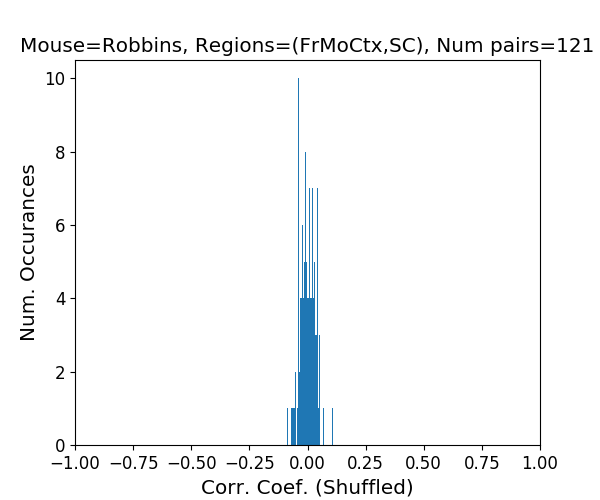 Mouse=Robbins, Regions=(FrMoCtx,SC), Num pairs=121
10
8
6
4
2
0
Num. Occurances
−1.00 −0.75 −0.50 −0.25 0.00 0.25 0.50 0.75 1.00
Corr. Coef. (Shuffled)